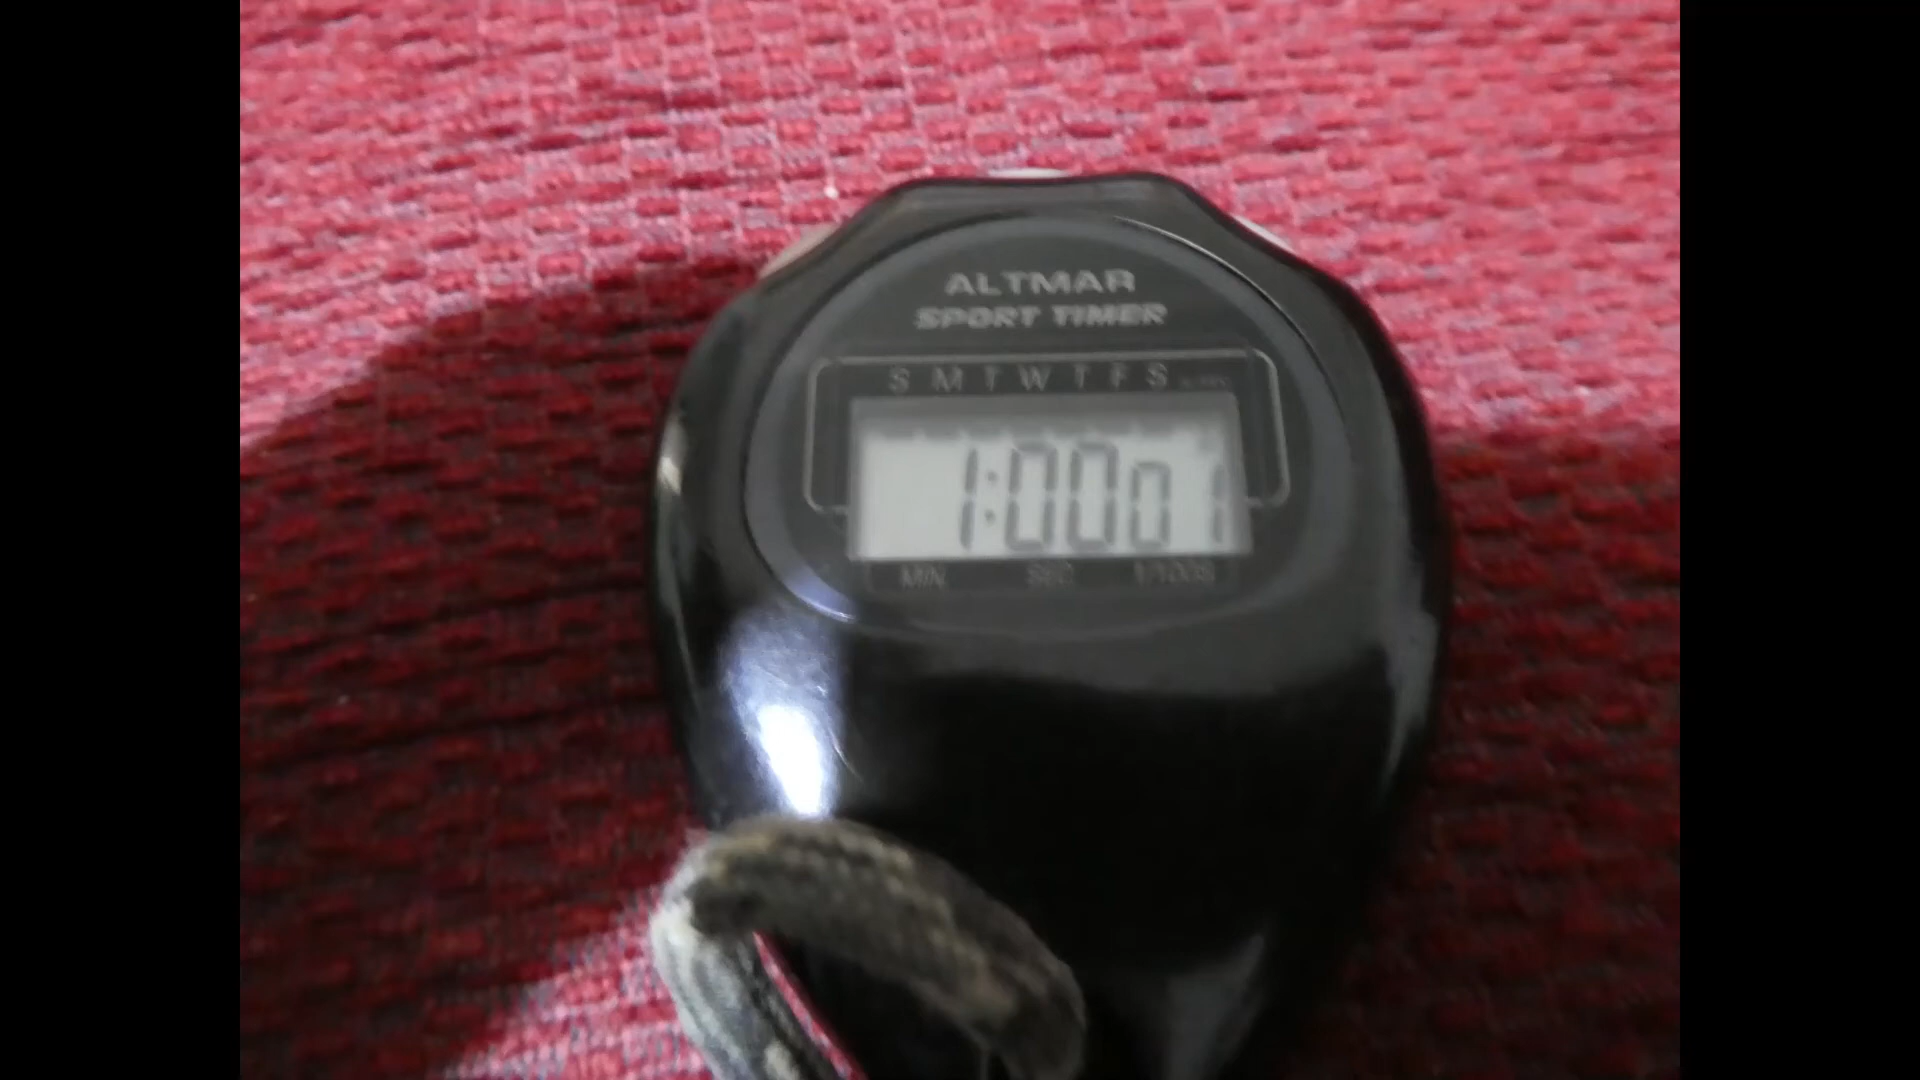 ALTMAR
SPORT TIMER
S M T W T F S
1:00 01
MIN. SEC 1/100S